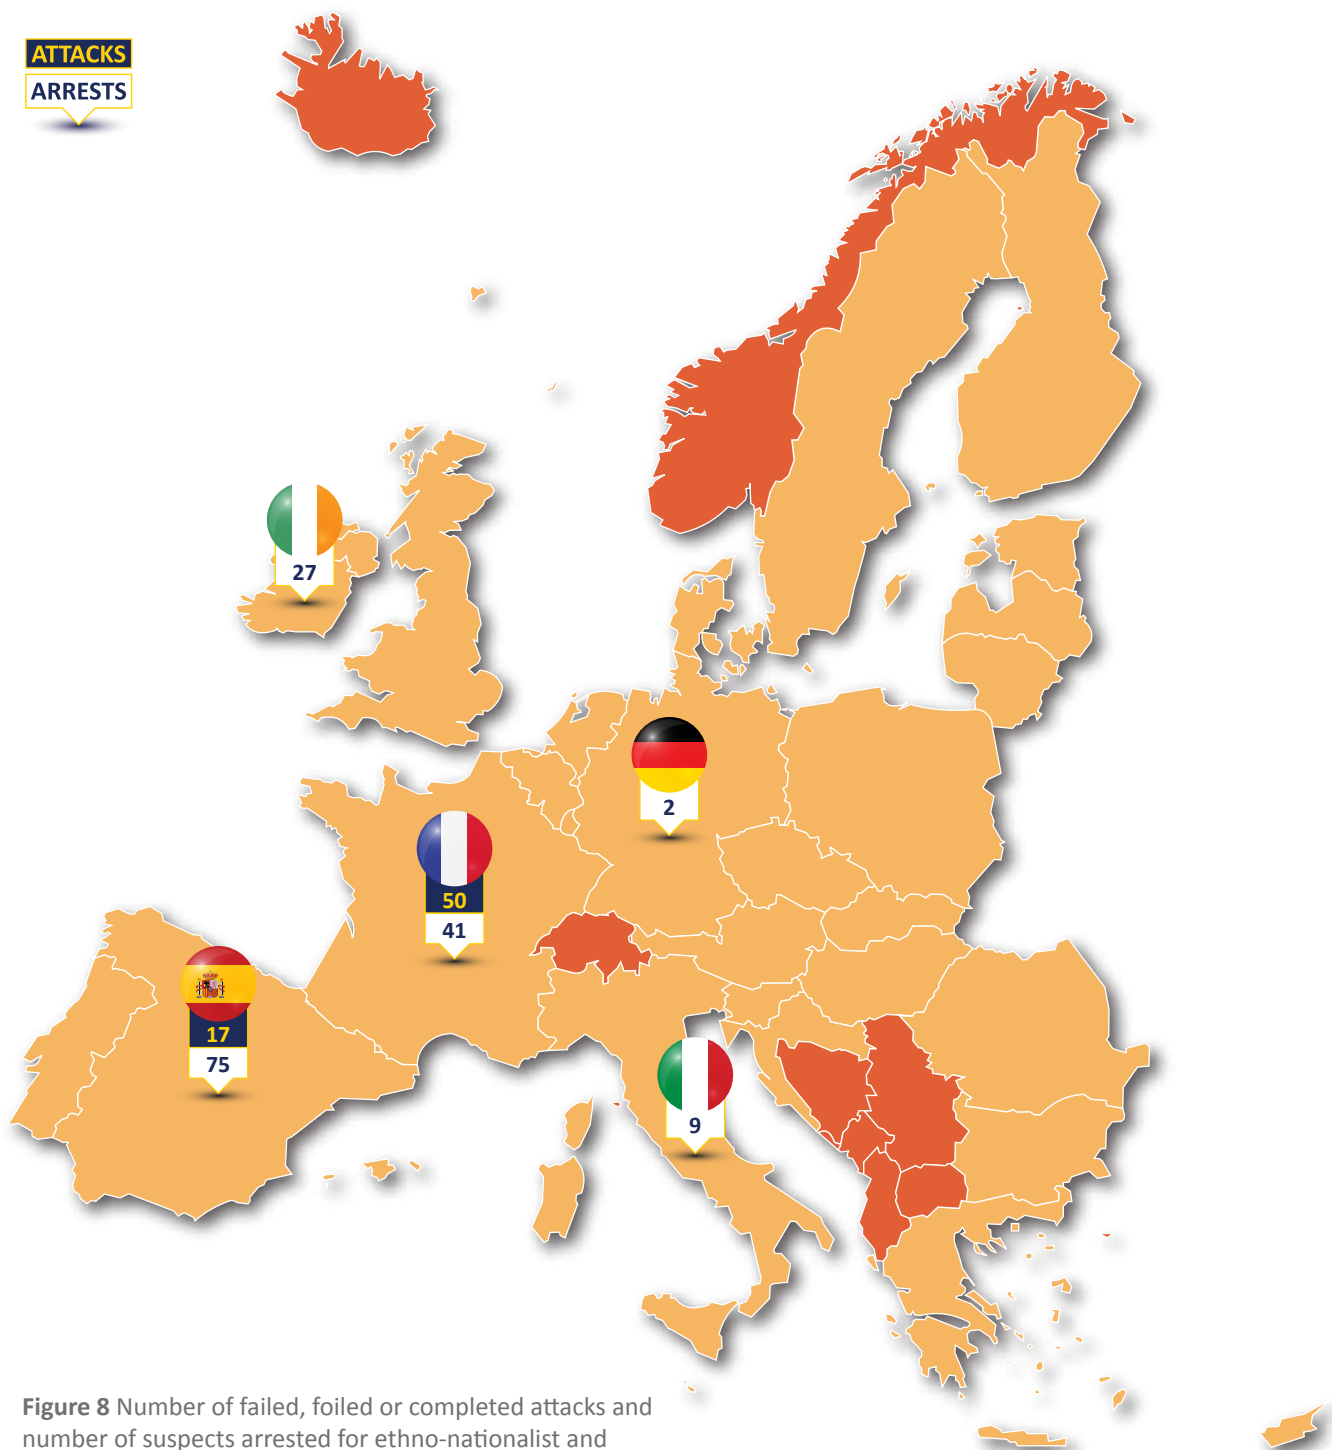 ATTACKS
ARRESTS
27
2
50
41
17
75
9
Figure 8 Number of failed, foiled or completed attacks and
number of suspects arrested for ethno-nationalist and